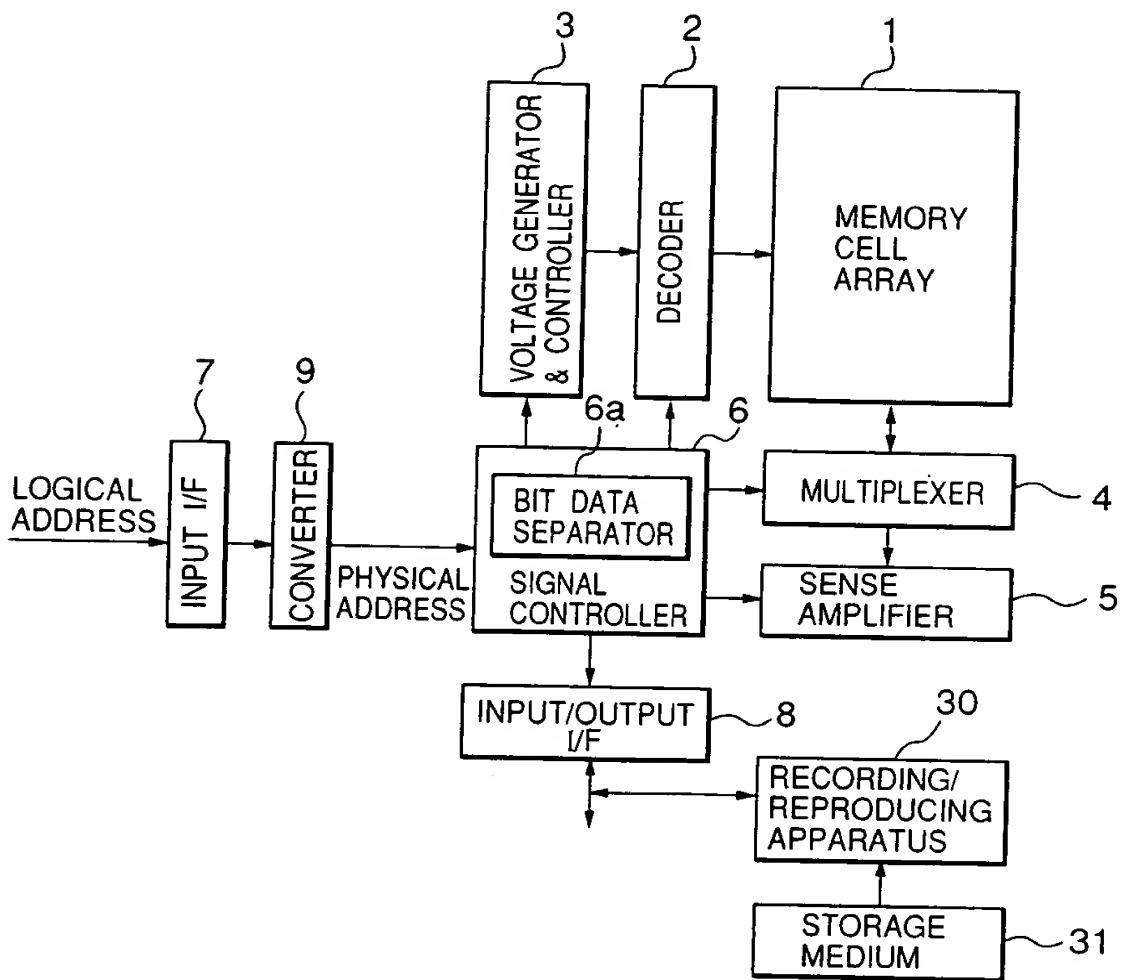 3
2
1
VOLTAGE GENERATOR
& CONTROLLER
DECODER
MEMORY
CELL
ARRAY
7
9
6a
6
LOGICAL
ADDRESS
INPUT I/F
CONVERTER
PHYSICAL
ADDRESS
BIT DATA
SEPARATOR
SIGNAL
CONTROLLER
MULTIPLEXER
4
SENSE
AMPLIFIER
5
INPUT/OUTPUT
I/F
8
30
RECORDING/
REPRODUCING
APPARATUS
STORAGE
MEDIUM
31